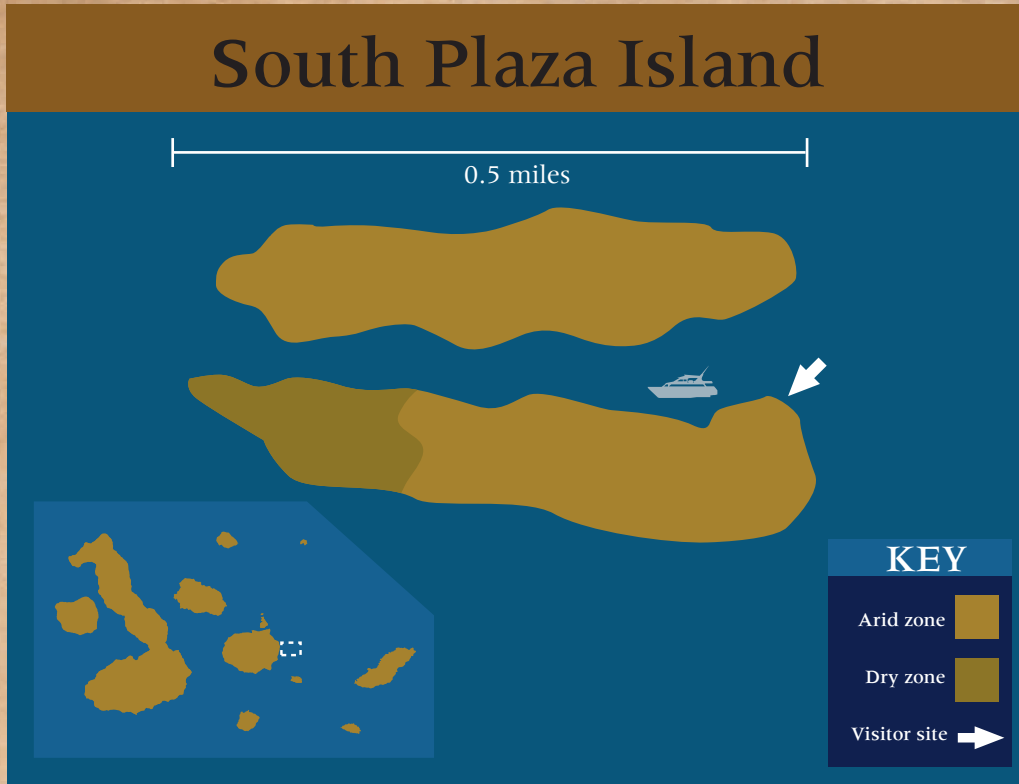 South Plaza Island
0.5 miles
KEY
Arid zone
Dry zone
Visitor site